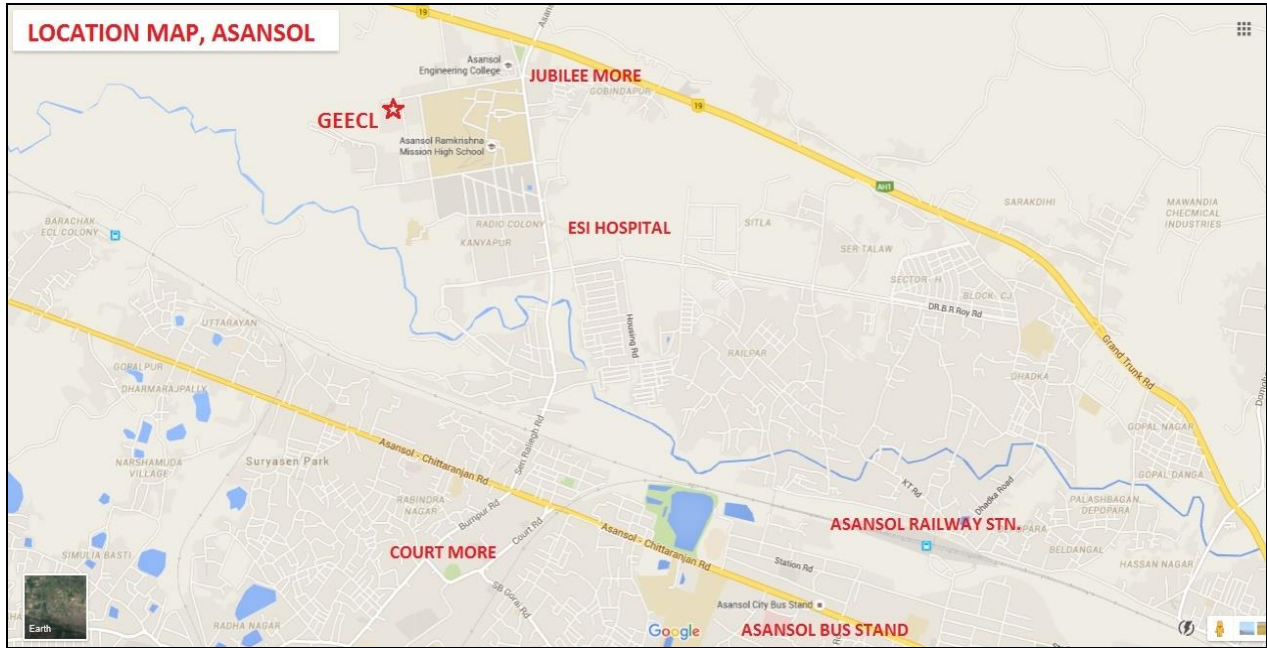 LOCATION MAP, ASANSOL
19
Asansol
Engineering College
JUBILEE MORE
GOBINDAPUR
19
GEECL
Asansol Ramkrishna
Mission High School
AH1
SARAKDIHI
MAWANDIA
CHECMICAL
INDUSTRIES
BARACHAK
ECL COLONY
RADIO COLONY
KANYAPUR
ESI HOSPITAL
SITLA
SER TALAW
SECTOR - H
BLOCK- CJ
DR.B.R Roy Rd
UTTARAYAN
Housing Rd
RAILPAR
Grand Trunk Rd
GOPALPUR
DHARMARAJPALLY
DHADKA
GOPAL NAGAR
Sen Raliegh Rd
Asansol - Chittaranjan Rd
NARSHAMUDA
VILLAGE
Suryasen Park
GOPAL DANGA
RABINDRA
NAGAR
Burnpur Rd
Court Rd
KT Rd
Dhadka Road
PALASHBAGAN
DEPOPARA
ASANSOL RAILWAY STN.
Asansol - Chittaranjan Rd
COURT MORE
SIMULIA BASTI
BELDANGAL
HASSAN NAGAR
Station Rd
SB Gorai Rd
Asansol City Bus Stand
Earth
RADHA NAGAR
Google
ASANSOL BUS STAND